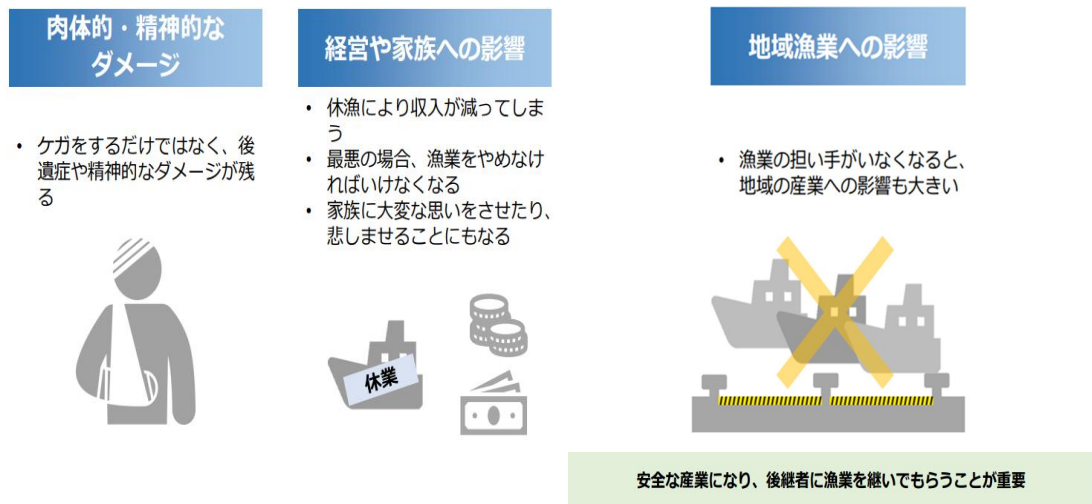 肉体的・精神的な
ダメージ
• ケガをするだけではなく、後
遺症や精神的なダメージが残
る
経営や家族への影響
• 休漁により収入が減ってしま
う
• 最悪の場合、漁業をやめなけ
ればいけなくなる
• 家族に大変な思いをさせたり、
悲しませることにもなる
休業
地域漁業への影響
• 漁業の担い手がいなくなると、
地域の産業への影響も大きい
安全な産業になり、後継者に漁業を継いでもらうことが重要